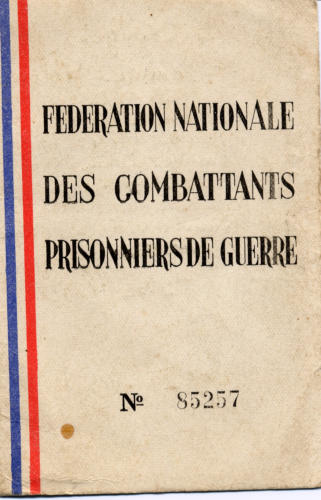 FEDERATION NATIONALE
DES COMBATTANTS
PRISONNIERS DE GUERRE
Nº 85257